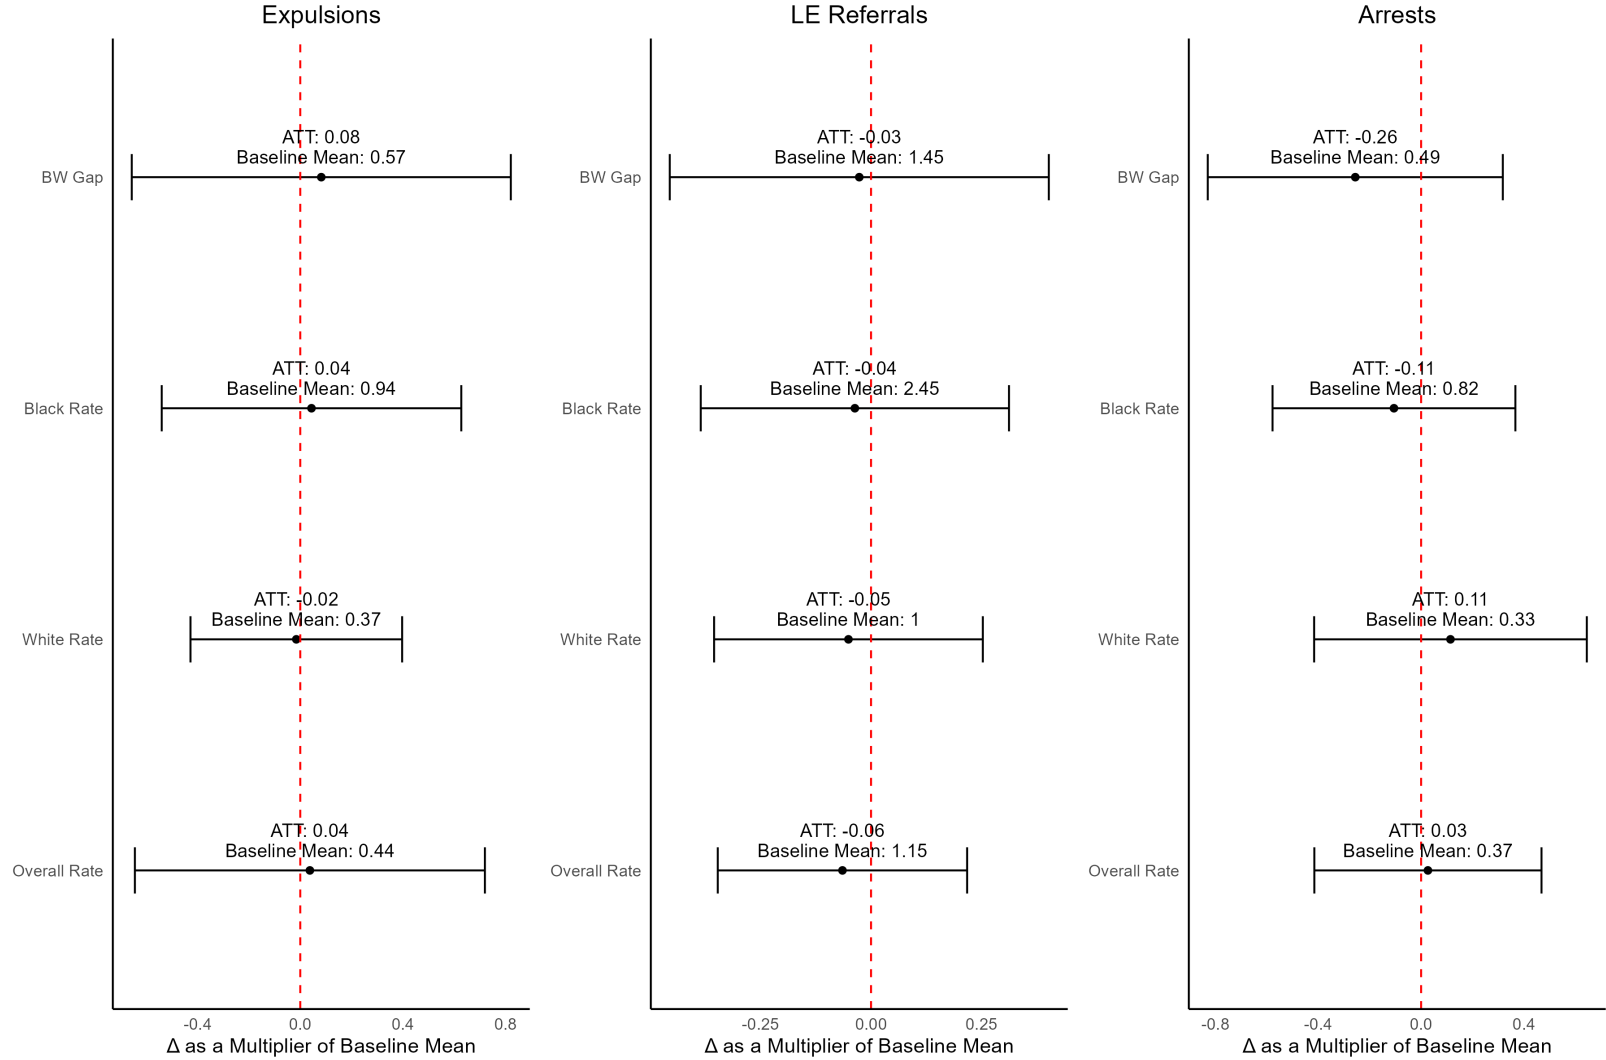 Expulsions
ATT: 0.08
Baseline Mean: 0.57
BW Gap
ATT: 0.04
Baseline Mean: 0.94
Black Rate
ATT: -0.02
Baseline Mean: 0.37
White Rate
ATT: 0.04
Baseline Mean: 0.44
Overall Rate
-0.4 0.0 0.4 0.8
Δ as a Multiplier of Baseline Mean
LE Referrals
ATT: -0.03
Baseline Mean: 1.45
BW Gap
ATT: -0.04
Baseline Mean: 2.45
Black Rate
ATT: -0.05
Baseline Mean: 1
White Rate
ATT: -0.06
Baseline Mean: 1.15
Overall Rate
-0.25 0.00 0.25
Δ as a Multiplier of Baseline Mean
Arrests
ATT: -0.26
Baseline Mean: 0.49
BW Gap
ATT: -0.11
Baseline Mean: 0.82
Black Rate
ATT: 0.11
Baseline Mean: 0.33
White Rate
ATT: 0.03
Baseline Mean: 0.37
Overall Rate
-0.8 -0.4 0.0 0.4
Δ as a Multiplier of Baseline Mean